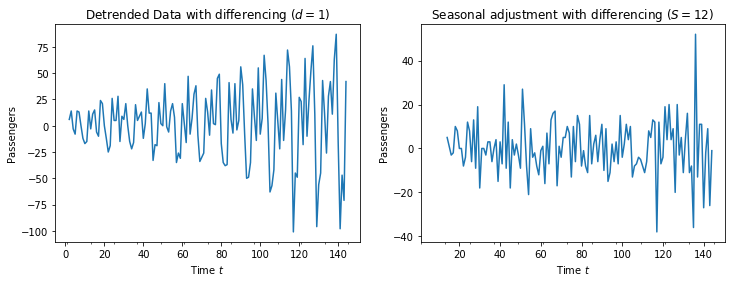 Detrended Data with differencing (d = 1)
Passengers
75
50
25
0
−25
−50
−75
−100
0 20 40 60 80 100 120 140
Time t
Seasonal adjustment with differencing (S = 12)
Passengers
40
20
0
−20
−40
20 40 60 80 100 120 140
Time t